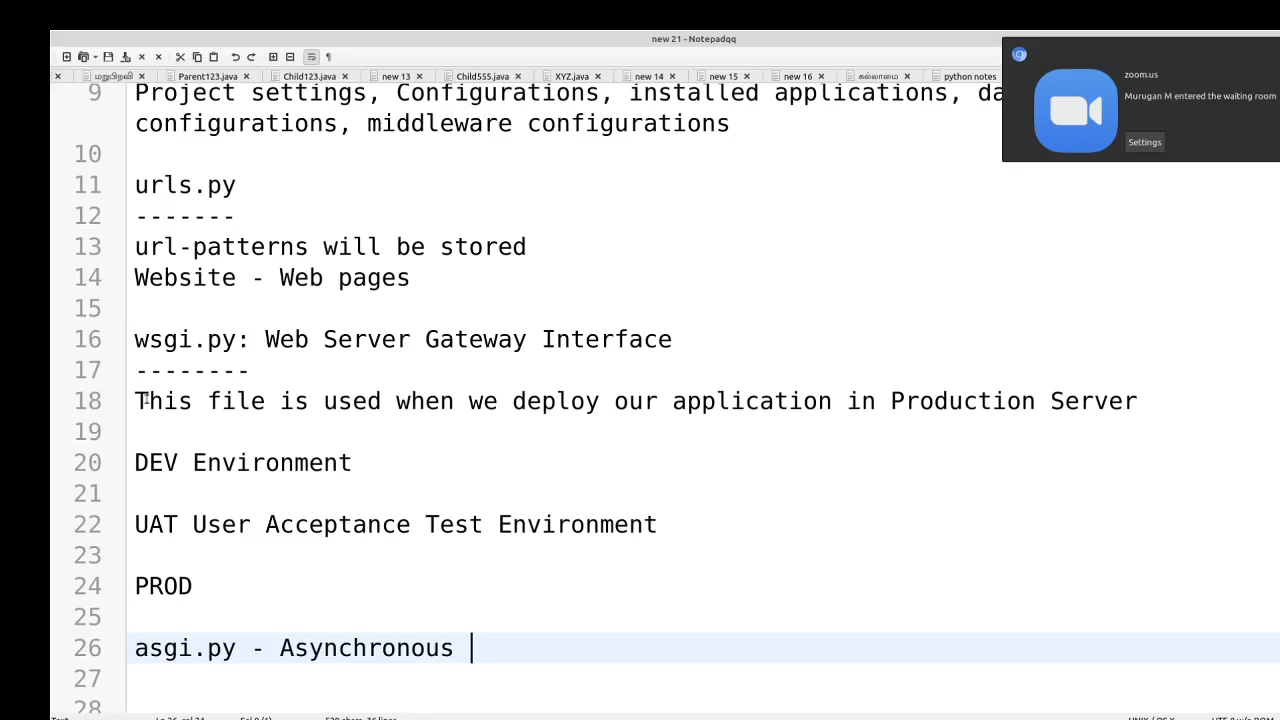 new 21 - Notepadqq
மறுபிறவி Parent123.java Child123.java new 13 Child555.java XYZ.java new 14 new 15 new 16 கல்லாமை python notes
zoom.us
Murugan M entered the waiting room
Settings
9 Project settings, Configurations, installed applications, da
configurations, middleware configurations
10
11 urls.py
12 -------
13 url-patterns will be stored
14 Website - Web pages
15
16 wsgi.py: Web Server Gateway Interface
17 --------
18 This file is used when we deploy our application in Production Server
19
20 DEV Environment
21
22 UAT User Acceptance Test Environment
23
24 PROD
25
26 asgi.py - Asynchronous
27
28